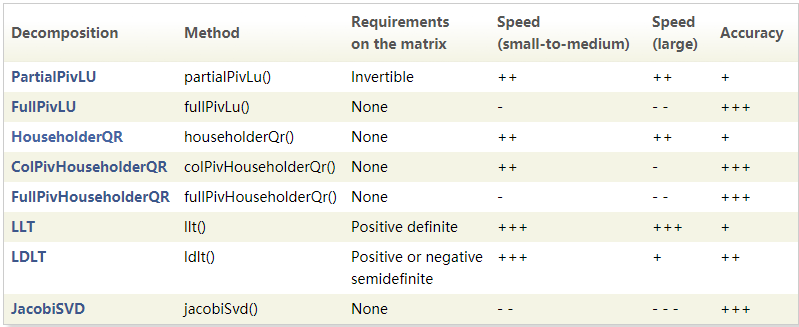 Decomposition Method Requirements on the matrix Speed (small-to-medium) Speed (large) Accuracy
PartialPivLU partialPivLu() Invertible ++ ++ +
FullPivLU fullPivLu() None - - - +++
HouseholderQR householderQr() None ++ ++ +
ColPivHouseholderQR colPivHouseholderQr() None ++ - +++
FullPivHouseholderQR fullPivHouseholderQr() None - - - +++
LLT llt() Positive definite +++ +++ +
LDLT ldlt() Positive or negative semidefinite +++ + ++
JacobiSVD jacobiSvd() None - - - - - +++